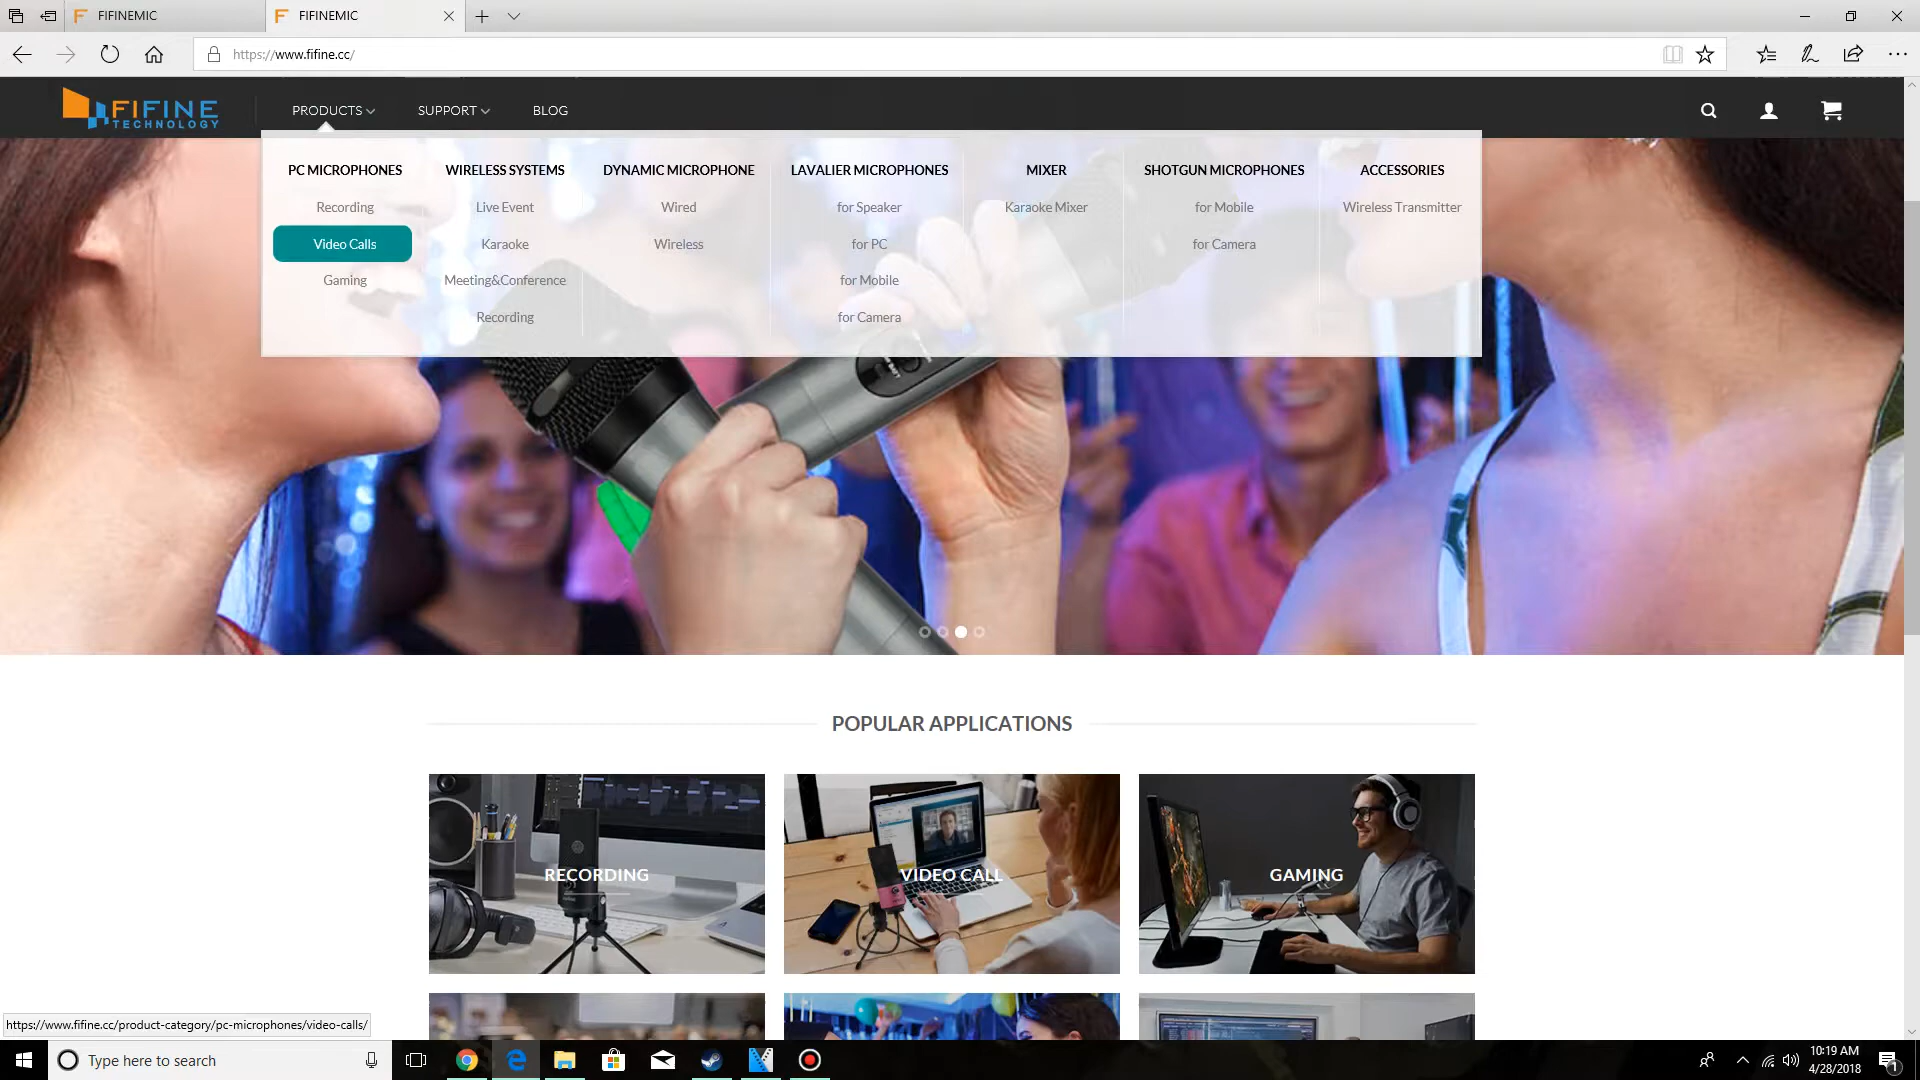 FIFINEMIC
FIFINEMIC
https://www.fifine.cc/
FIFINE
TECHNOLOGY
PRODUCTS
SUPPORT
BLOG
PC MICROPHONES
Recording
Video Calls
Gaming
WIRELESS SYSTEMS
Live Event
Karaoke
Meeting&Conference
Recording
DYNAMIC MICROPHONE
Wired
Wireless
LAVALIER MICROPHONES
for Speaker
for PC
for Mobile
for Camera
MIXER
Karaoke Mixer
SHOTGUN MICROPHONES
for Mobile
for Camera
ACCESSORIES
Wireless Transmitter
POPULAR APPLICATIONS
RECORDING
VIDEO CALL
GAMING
https://www.fifine.cc/product-category/pc-microphones/video-calls/
Type here to search
10:19 AM
4/28/2018
1